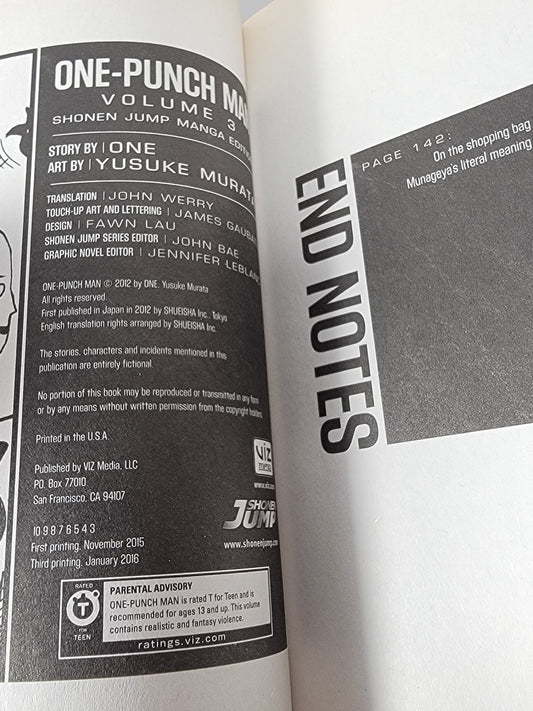 ONE-PUNCH MAN
VOLUME 3
SHONEN JUMP MANGA EDITION
STORY BY | ONE
ART BY | YUSUKE MURATA
TRANSLATION | JOHN WERRY
TOUCH-UP ART AND LETTERING | JAMES
DESIGN | FAWN LAU
SHONEN JUMP SERIES EDITOR | JOHN BAE
GRAPHIC NOVEL EDITOR | JENNIFER LEBLANC
ONE-PUNCH MAN © 2012 by ONE, Yusuke Murata
All rights reserved.
First published in Japan in 2012 by SHUEISHA Inc., Tokyo
English translation rights arranged by SHUEISHA Inc.
The stories, characters and incidents mentioned in this
publication are entirely fictional.
No portion of this book may be reproduced or transmitted in any form
or by any means without written permission from the copyright holders.
Printed in the U.S.A.
Published by VIZ Media, LLC
P.O. Box 77010
San Francisco, CA 94107
viz
media
www.viz.com
SHONEN
JUMP
www.shonenjump.com
10 9 8 7 6 5 4 3
First printing, November 2015
Third printing, January 2016
RATED
T
FOR
TEEN
PARENTAL ADVISORY
ONE-PUNCH MAN is rated T for Teen and is
recommended for ages 13 and up. This volume
contains realistic and fantasy violence.
ratings.viz.com
END NOTES
PAGE 142:
On the shopping bag
Munageya's literal meaning